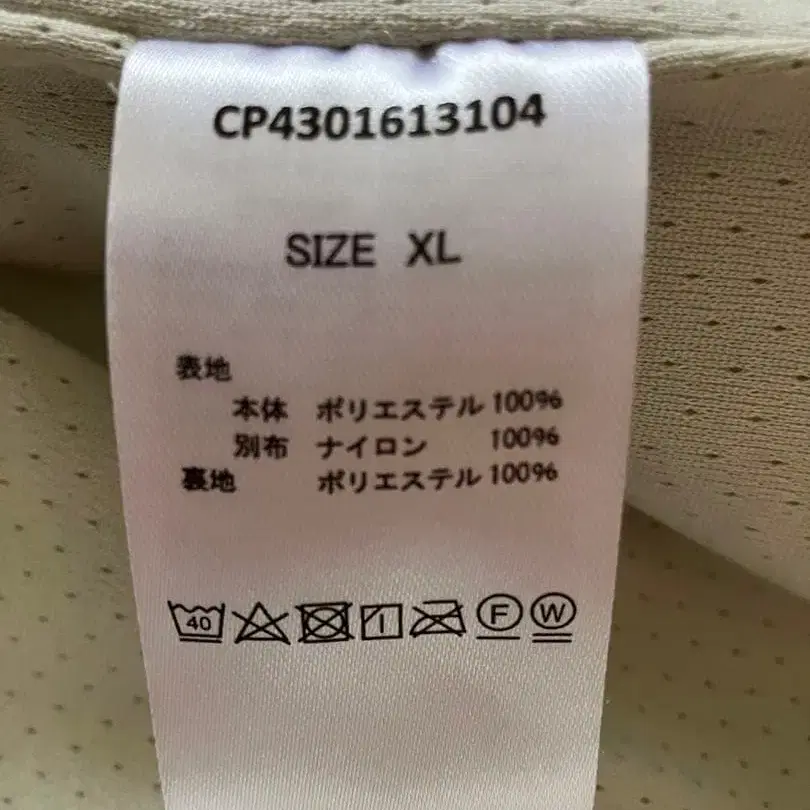 CP4301613104
SIZE XL
表地
本体 ポリエステル 100%
別布 ナイロン 100%
裏地 ポリエステル 100%
40 F W